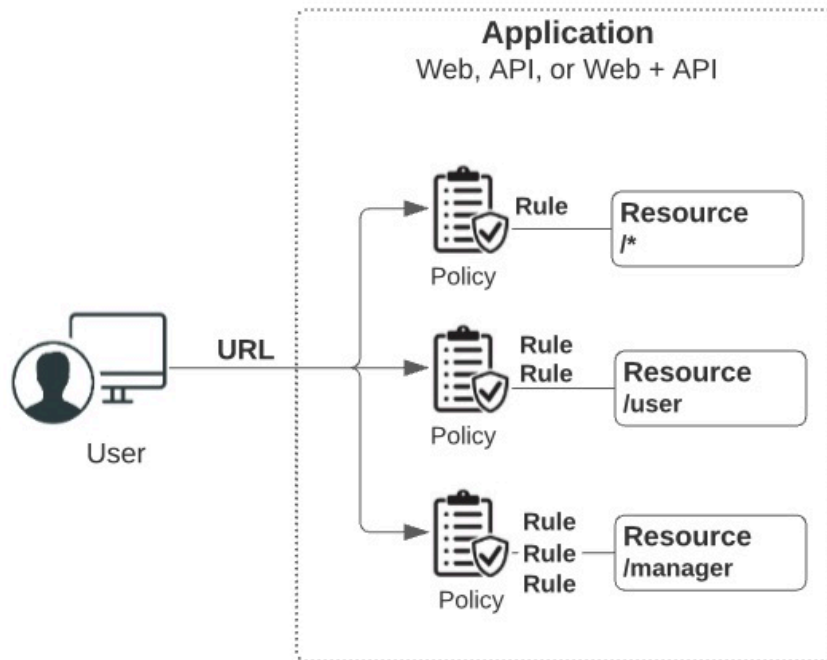 Application
Web, API, or Web + API
Rule
Resource
/*
Policy
URL
Rule
Rule
Resource
/user
Policy
User
Rule
Rule
Rule
Resource
/manager
Policy